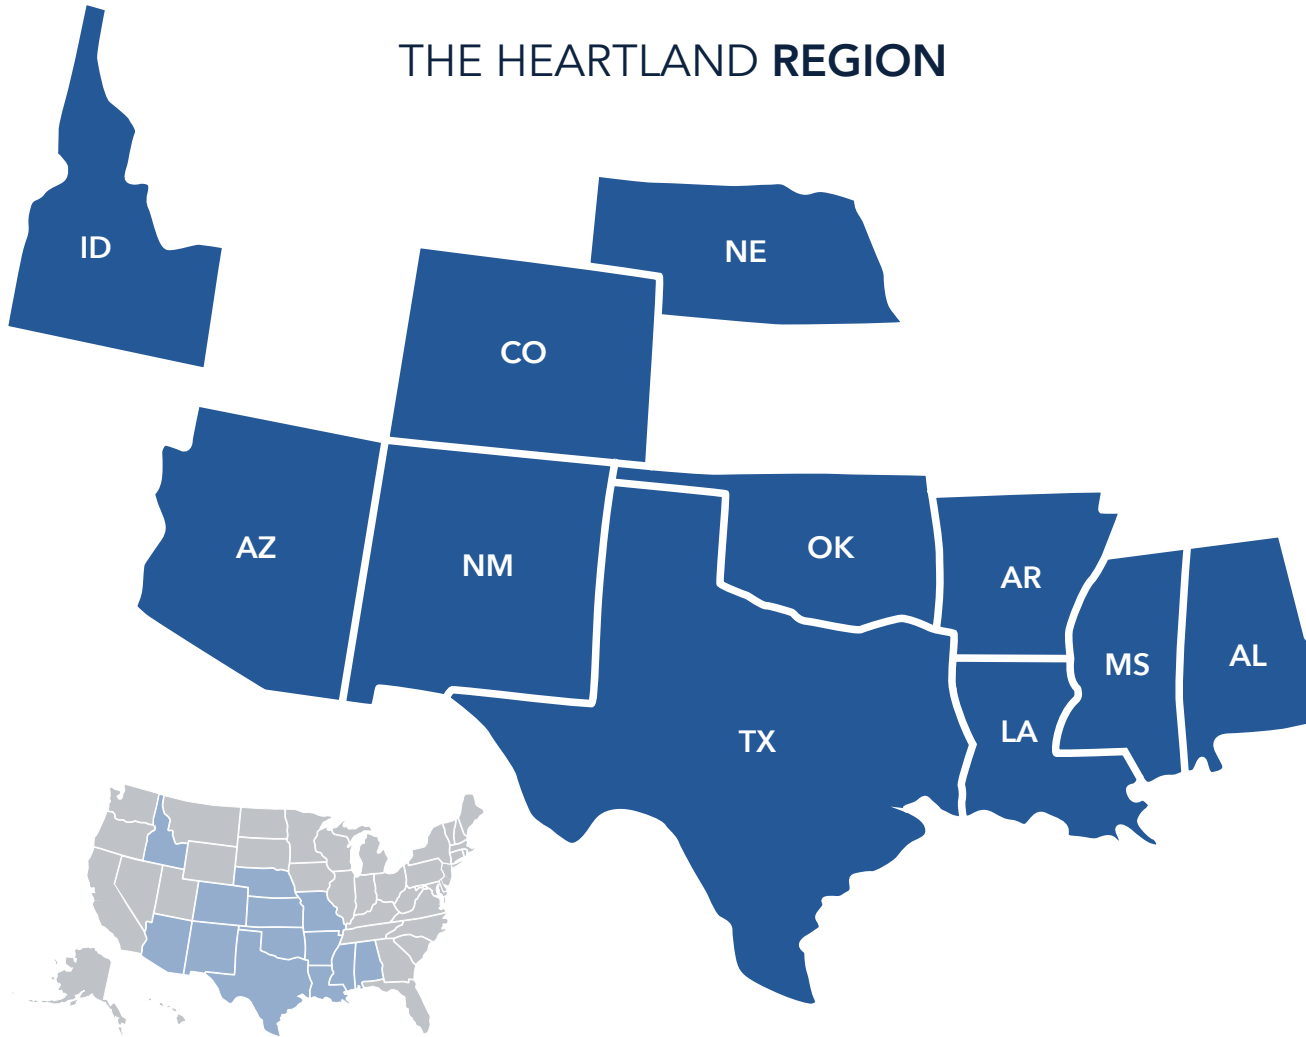 THE HEARTLAND REGION
ID
NE
CO
AZ
NM
OK
AR
MS
AL
LA
TX